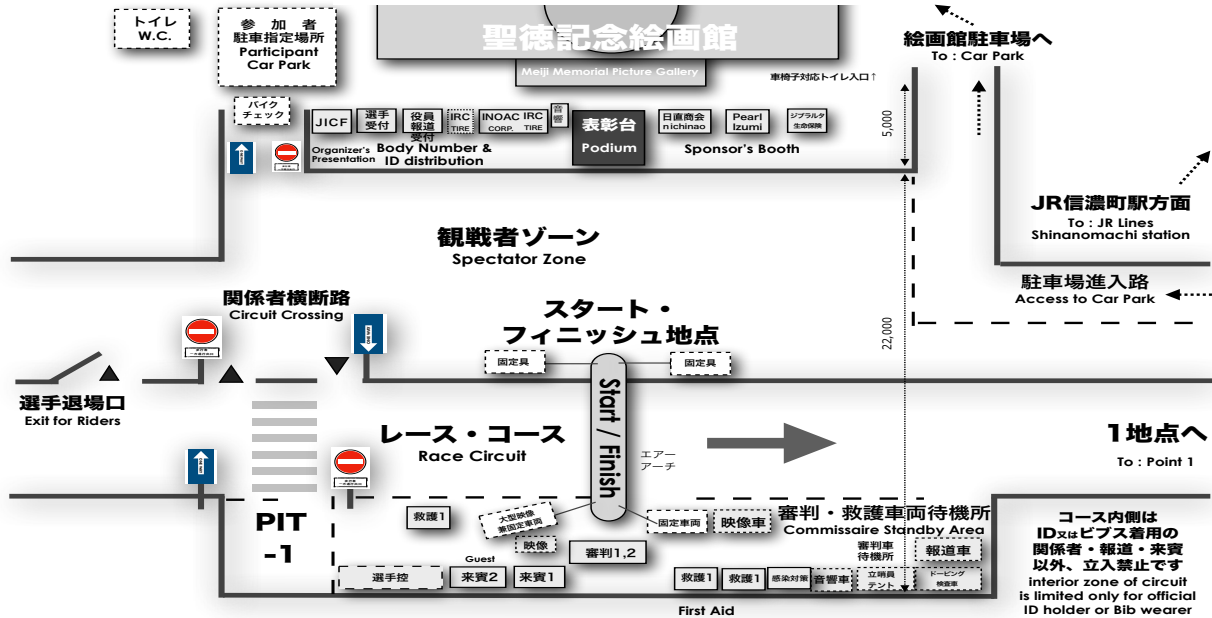 トイレ
W.C.
参 加 者
駐車指定場所
Participant
Car Park
聖徳記念絵画館
Meiji Memorial Picture Gallery
絵画館駐車場へ
To : Car Park
車椅子対応トイレ入口↑
バイク
チェック
JICF
選手
受付
役員
報道
受付
IRC
TIRE
INOAC
CORP.
IRC
TIRE
音
響
表彰台
Podium
日直商会
nichinao
Pearl
Izumi
ジブラルタ
生命保険
5,000
Organizer's
Presentation
Body Number &
ID distribution
Sponsor's Booth
JR信濃町駅方面
To : JR Lines
Shinanomachi station
観戦者ゾーン
Spectator Zone
駐車場進入路
Access to Car Park
関係者横断路
Circuit Crossing
スタート・
フィニッシュ地点
22,000
固定具
固定具
選手退場口
Exit for Riders
Start / Finish
レース・コース
Race Circuit
エアー
アーチ
1地点へ
To : Point 1
PIT
-1
救護1
大型映像
兼固定車両
固定車両
映像車
審判・救護車両待機所
Commissaire Standby Area
映像
審判1,2
審判車
待機所
報道車
Guest
選手控
来賓2
来賓1
救護1
救護1
感染対策
音響車
立哨員
テント
ドーピング
検査車
First Aid
コース内側は
ID又はビブス着用の
関係者・報道・来賓
以外、立入禁止です
interior zone of circuit
is limited only for official
ID holder or Bib wearer